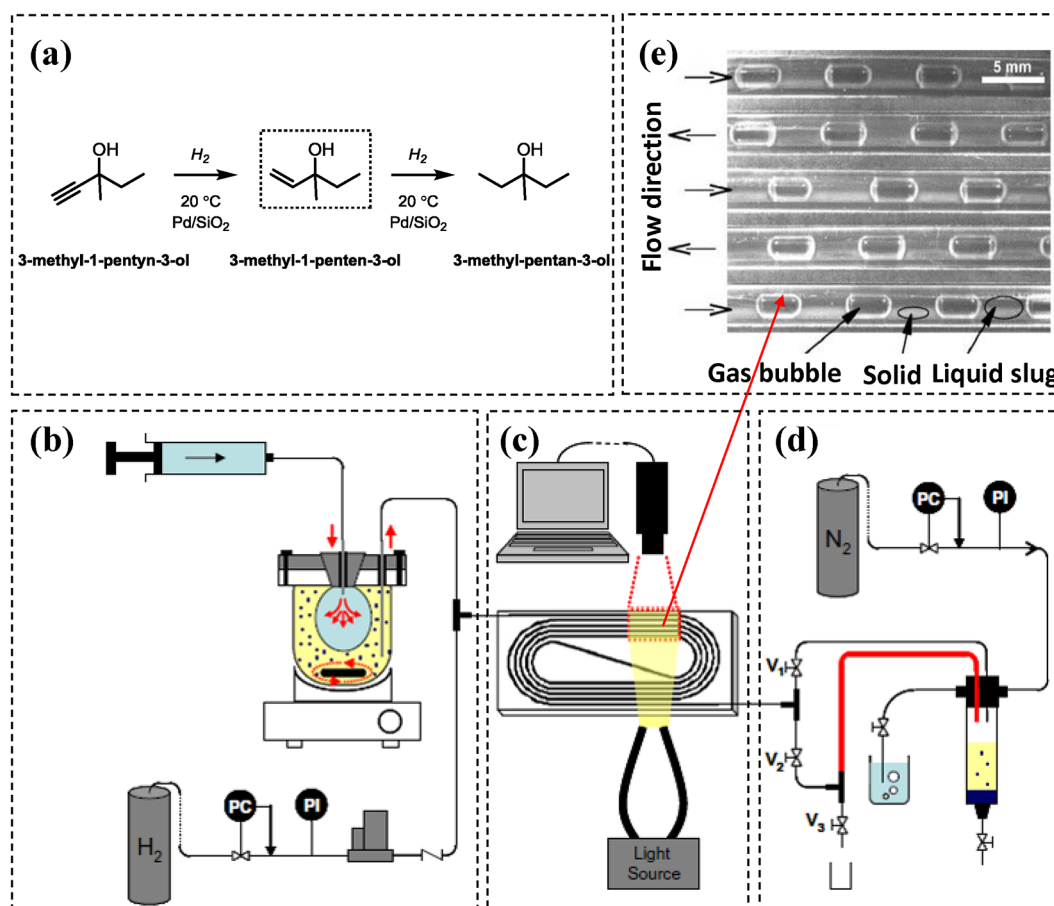 (a)
OH
OH
OH
H2
H2
20 °C
20 °C
Pd/SiO2
Pd/SiO2
3-methyl-1-pentyn-3-ol
3-methyl-1-penten-3-ol
3-methyl-pentan-3-ol
(e)
5 mm
Flow direction
Gas bubble
Solid
Liquid slug
(b)
PC
PI
H2
(c)
Light
Source
(d)
PC
PI
N2
V1
V2
V3